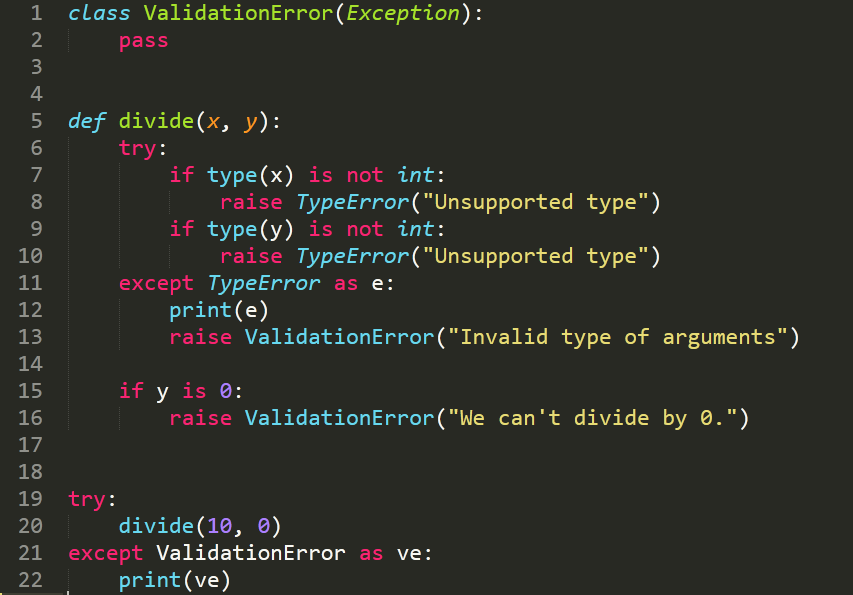 1 class ValidationError(Exception):
2     pass
3
4
5 def divide(x, y):
6     try:
7         if type(x) is not int:
8             raise TypeError("Unsupported type")
9         if type(y) is not int:
10             raise TypeError("Unsupported type")
11     except TypeError as e:
12         print(e)
13         raise ValidationError("Invalid type of arguments")
14
15     if y is 0:
16         raise ValidationError("We can't divide by 0.")
17
18
19 try:
20     divide(10, 0)
21 except ValidationError as ve:
22     print(ve)